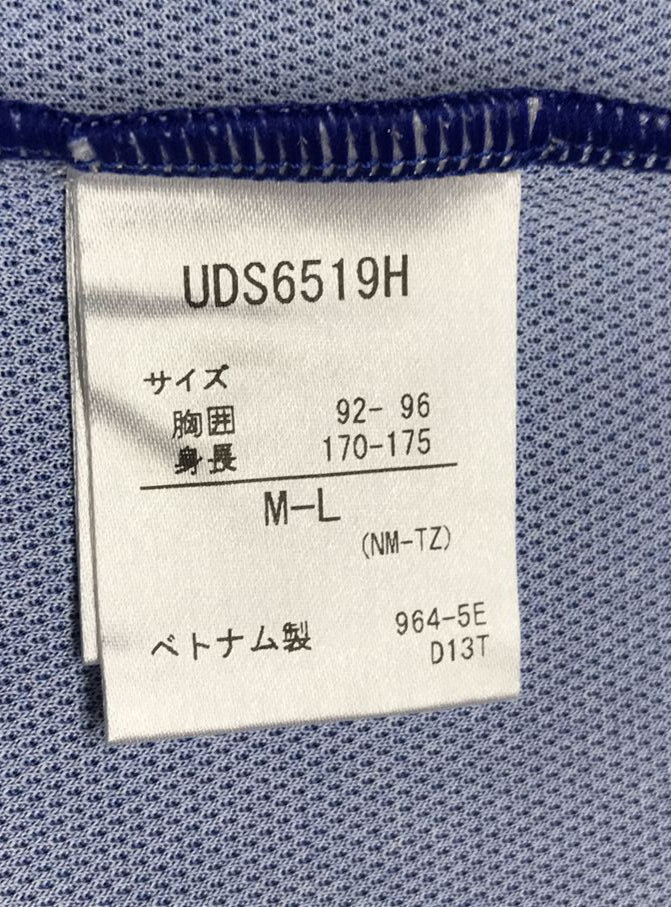 UDS6519H
サイズ
胸囲 92- 96
身長 170-175
M-L
(NM-TZ)
964-5E
ベトナム製 D13T